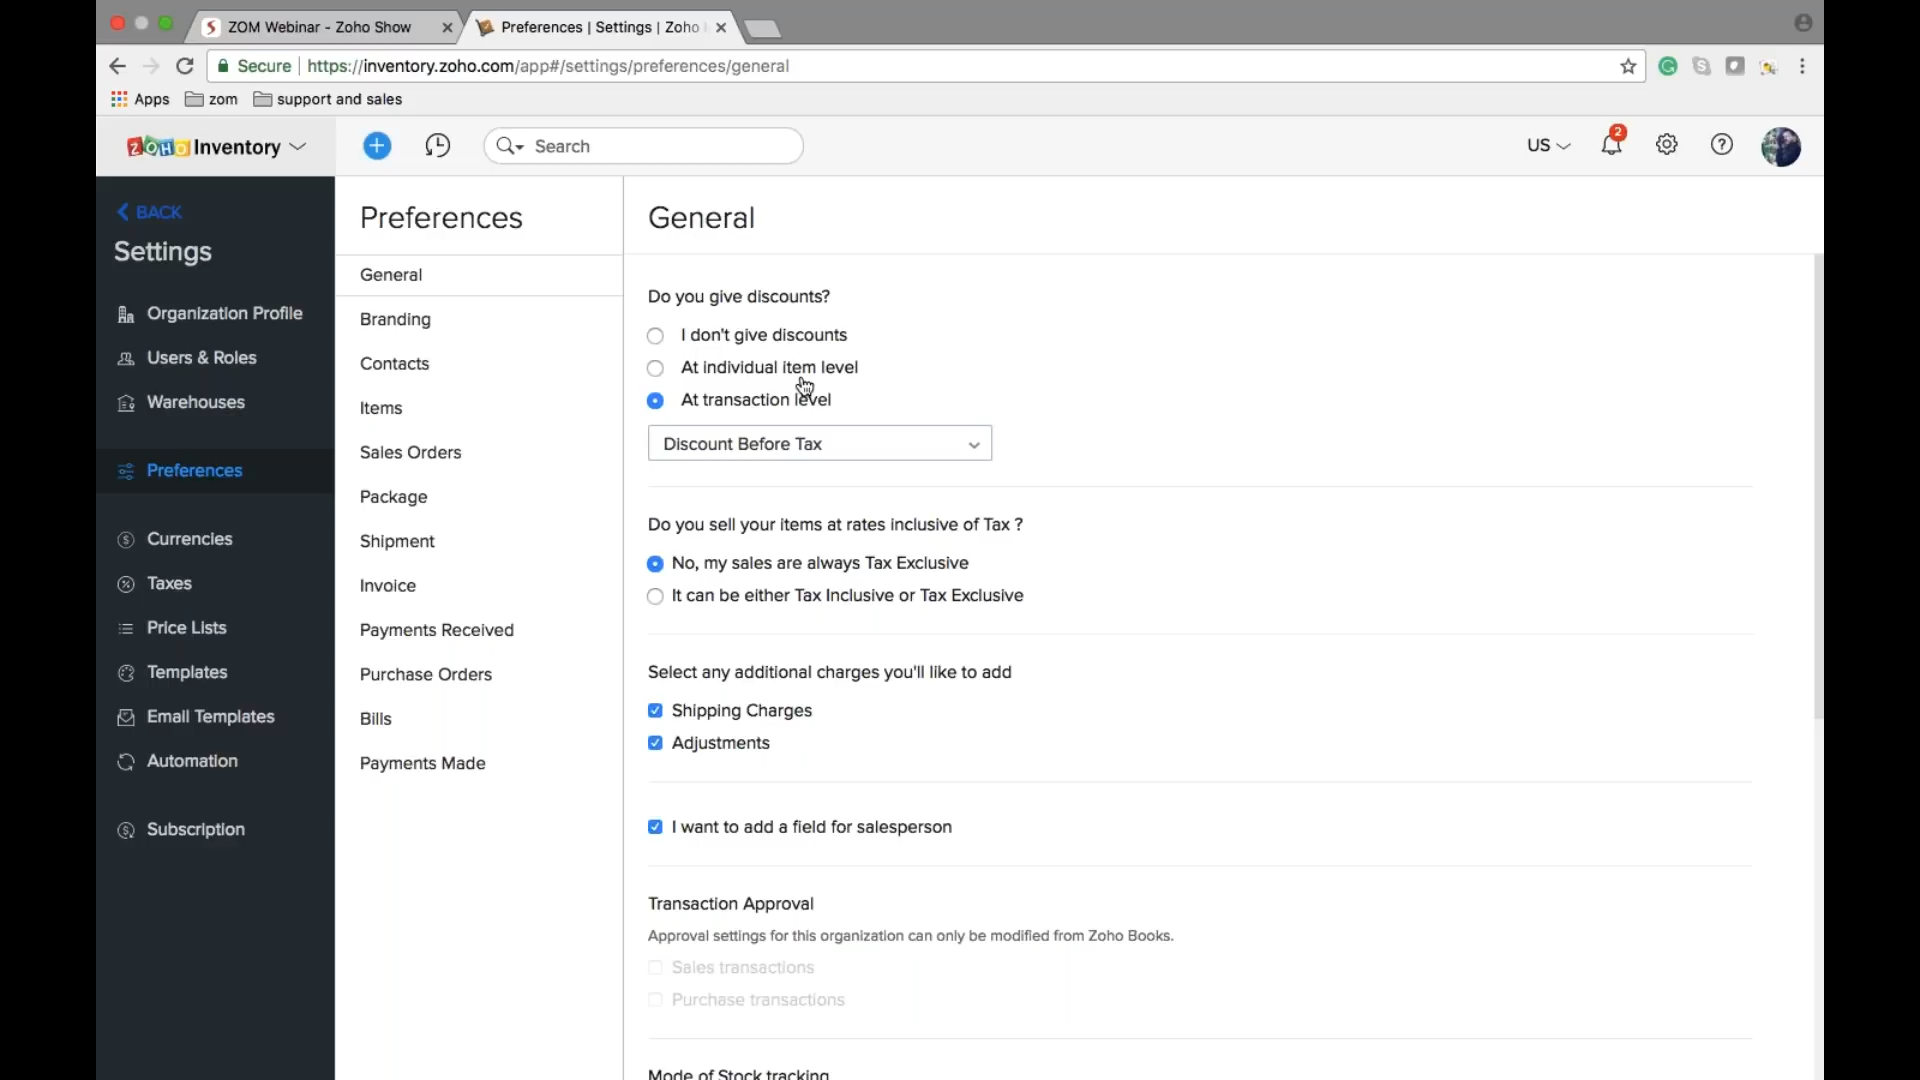 ZOM Webinar - Zoho Show
Preferences | Settings | Zoho
Secure https://inventory.zoho.com/app#/settings/preferences/general
Apps zom support and sales
ZOHO Inventory
Search
US
2
BACK
Settings
Organization Profile
Users & Roles
Warehouses
Preferences
Currencies
Taxes
Price Lists
Templates
Email Templates
Automation
Subscription
Preferences
General
Branding
Contacts
Items
Sales Orders
Package
Shipment
Invoice
Payments Received
Purchase Orders
Bills
Payments Made
General
Do you give discounts?
I don't give discounts
At individual item level
At transaction level
Discount Before Tax
Do you sell your items at rates inclusive of Tax ?
No, my sales are always Tax Exclusive
It can be either Tax Inclusive or Tax Exclusive
Select any additional charges you'll like to add
Shipping Charges
Adjustments
I want to add a field for salesperson
Transaction Approval
Approval settings for this organization can only be modified from Zoho Books.
Sales transactions
Purchase transactions
Mode of Stock tracking